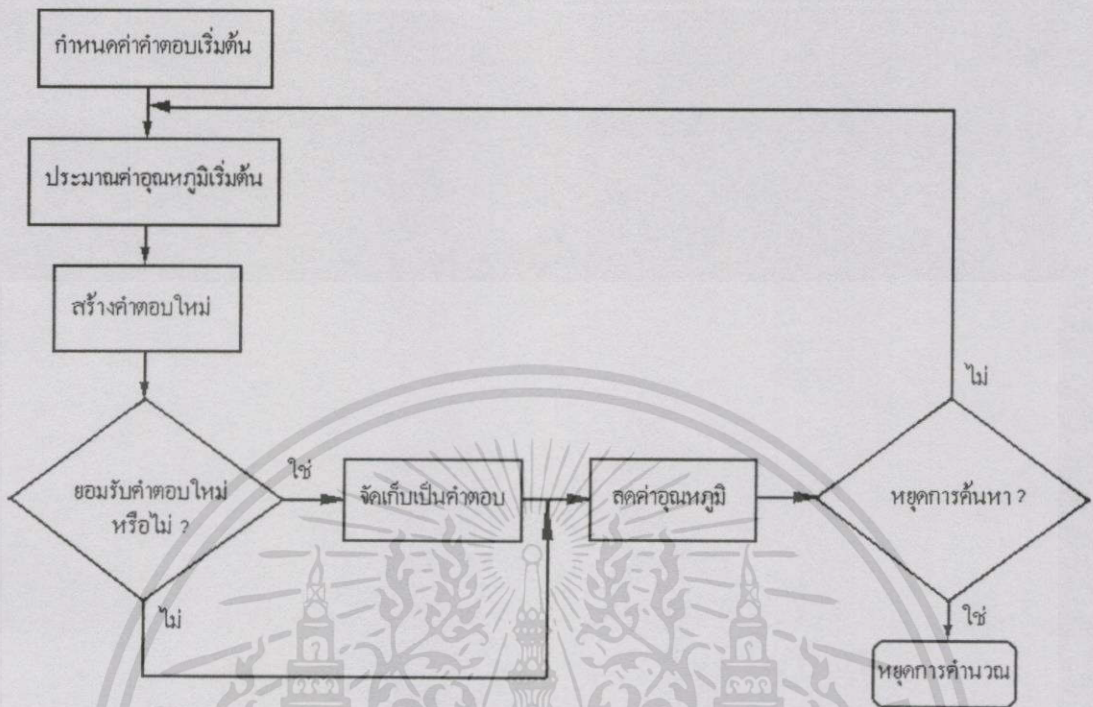 กำหนดค่าคำตอบเริ่มต้น
ประมาณค่าอุณหภูมิเริ่มต้น
สร้างคำตอบใหม่
ยอมรับคำตอบใหม่
หรือไม่ ?
ใช่
จัดเก็บเป็นคำตอบ
ลดค่าอุณหภูมิ
หยุดการค้นหา ?
ไม่
ไม่
ใช่
หยุดการคำนวณ